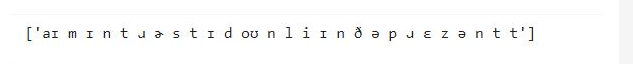 ['aɪ m ɪ n t ɹ ɚ s t ɪ d oʊ n l i ɪ n ð ə p ɹ ɛ z ə n t t']